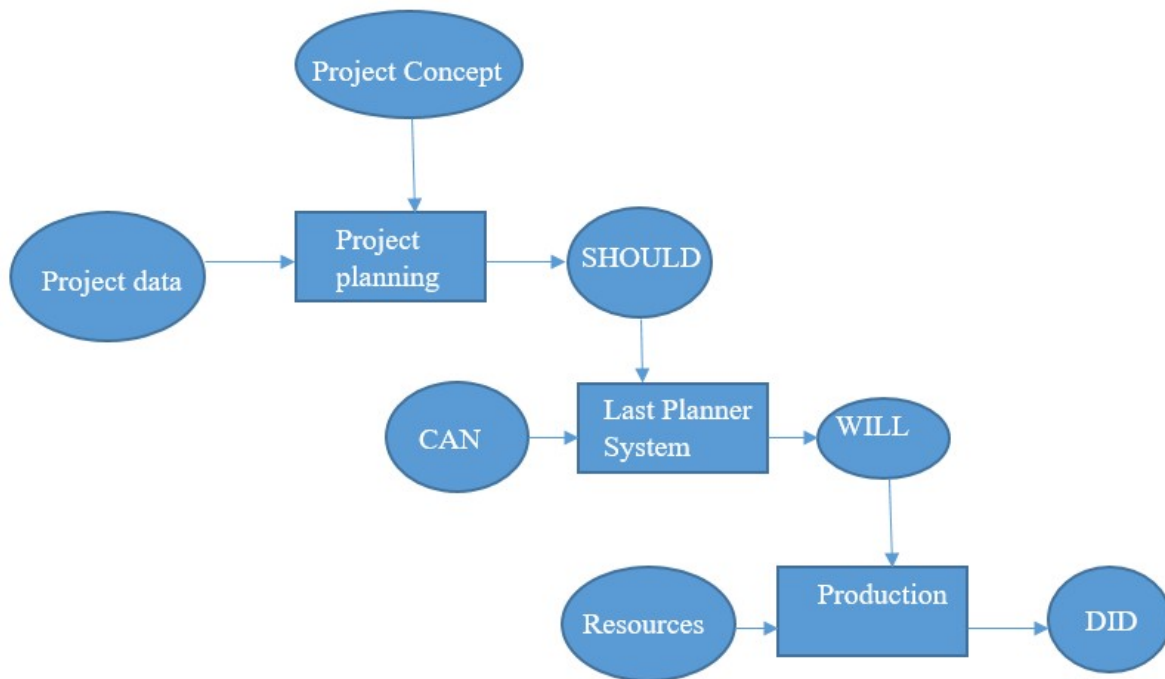 Project Concept
Project data
Project
planning
SHOULD
CAN
Last Planner
System
WILL
Resources
Production
DID